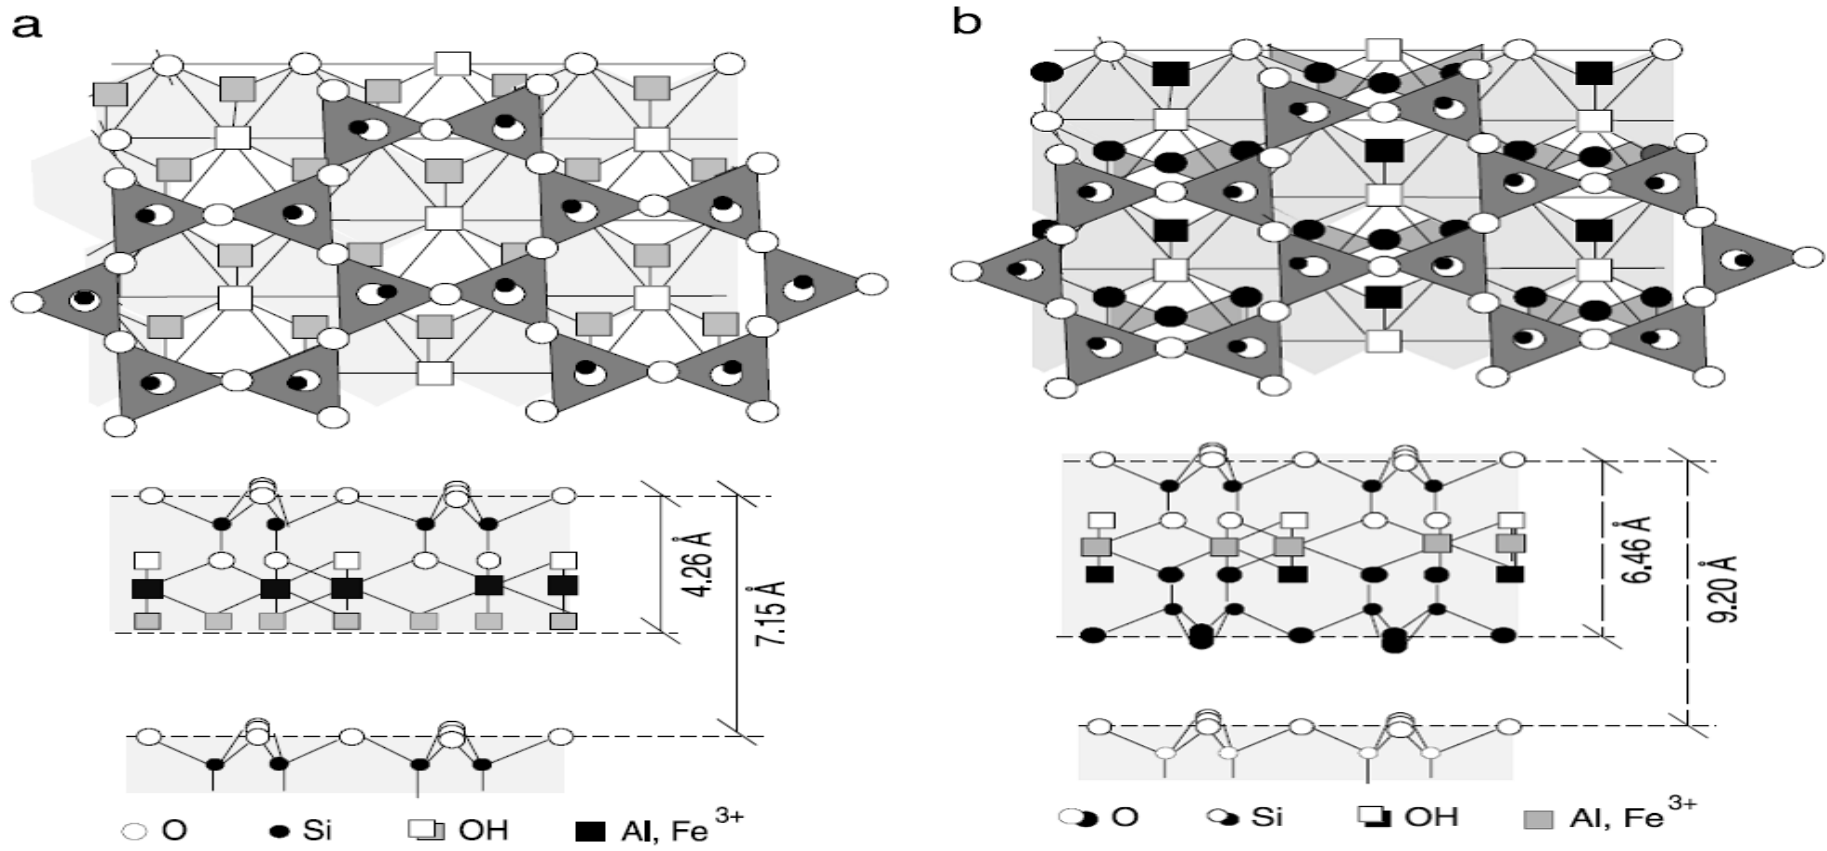 a
b
4.26 Å
7.15 Å
6.46 Å
9.20 Å
O Si OH Al, Fe³⁺
O Si OH Al, Fe³⁺